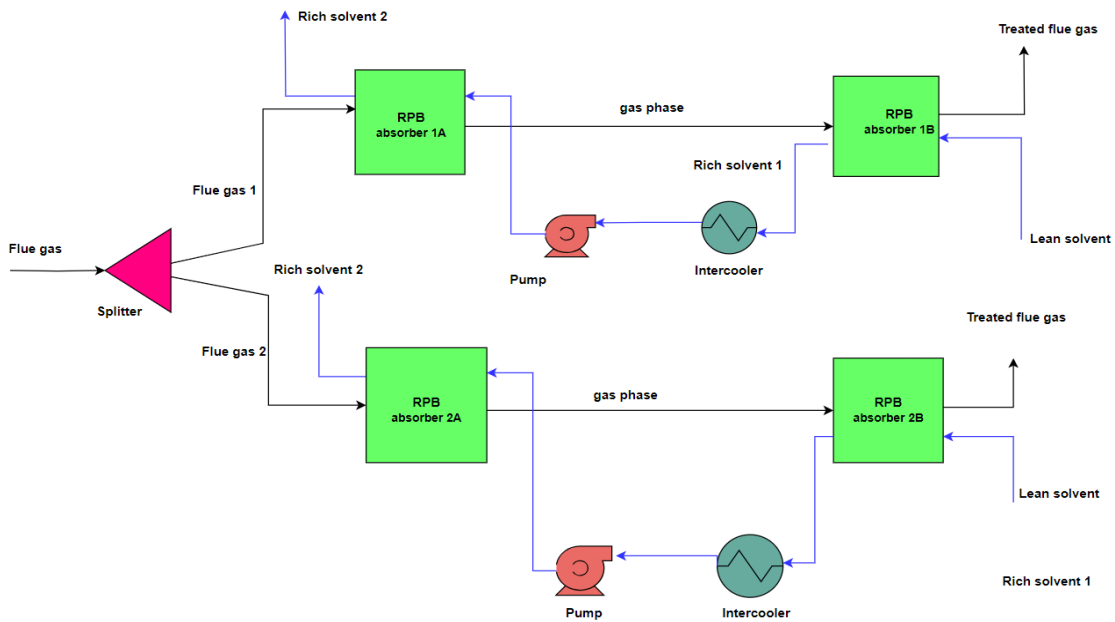 Rich solvent 2
Treated flue gas
RPB
absorber 1A
gas phase
RPB
absorber 1B
Rich solvent 1
Flue gas 1
Lean solvent
Flue gas
Pump
Intercooler
Rich solvent 2
Splitter
Treated flue gas
Flue gas 2
gas phase
RPB
absorber 2A
RPB
absorber 2B
Lean solvent
Rich solvent 1
Pump
Intercooler